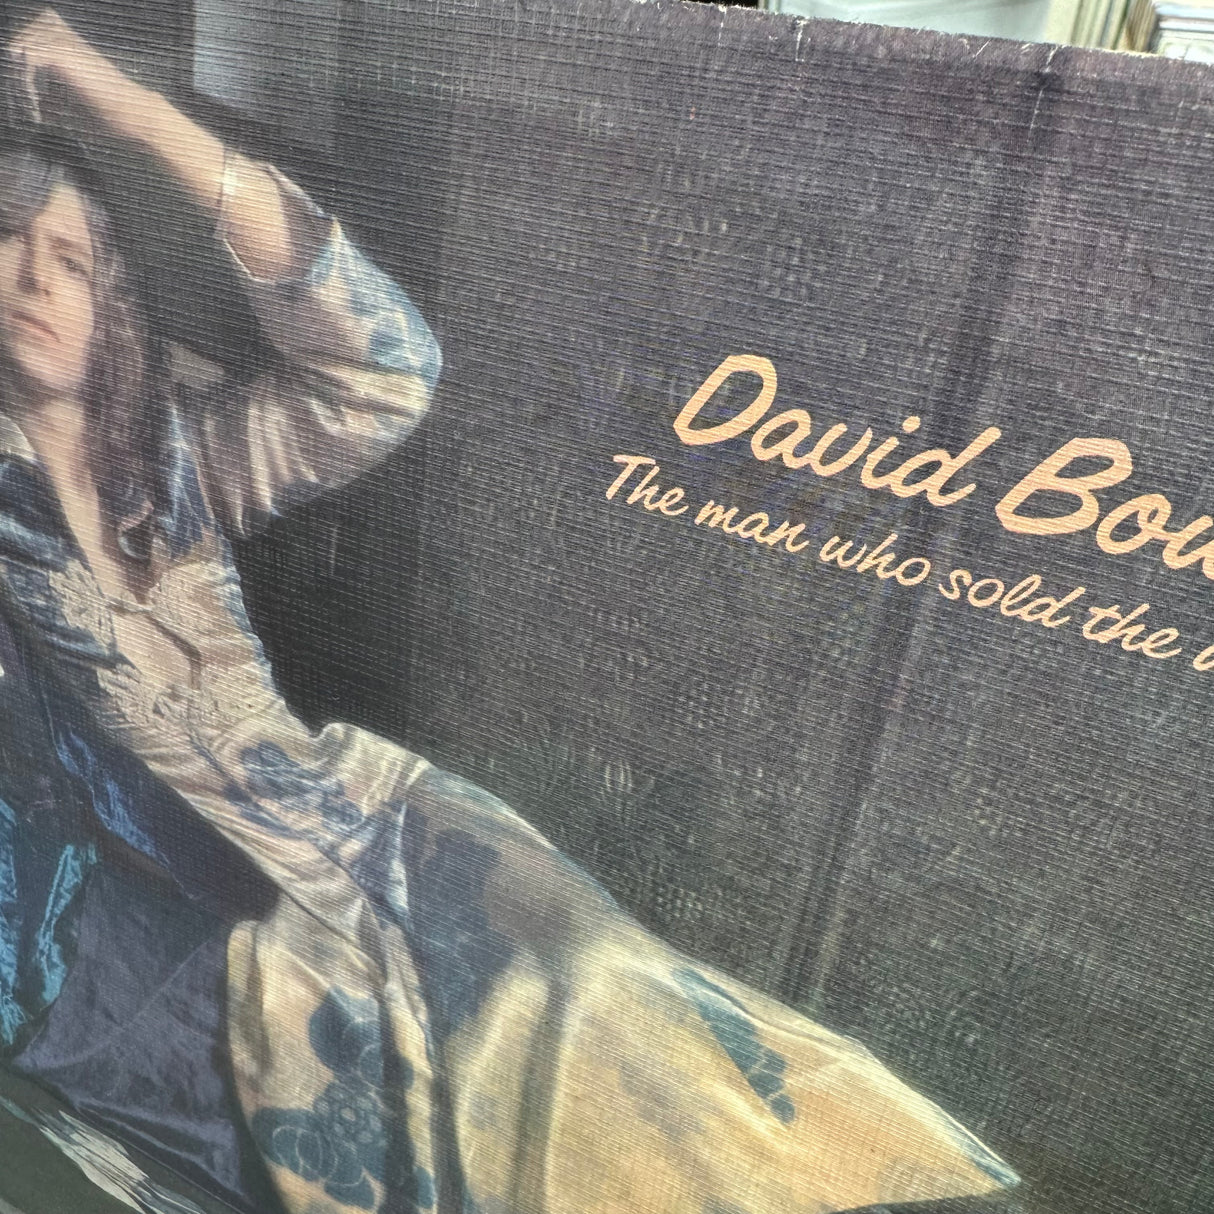 David Bow
The man who sold the